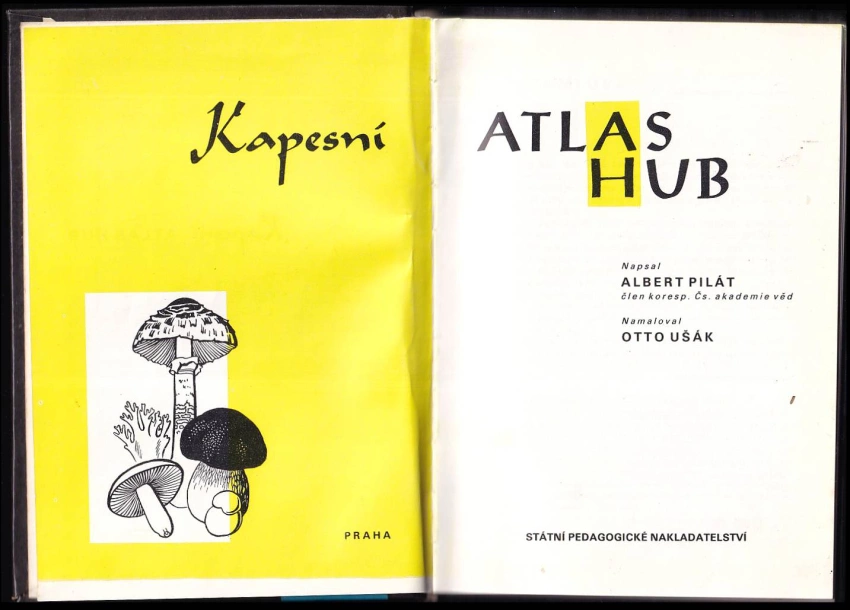 Kapesní
PRAHA
ATLAS
HUB
Napsal
ALBERT PILÁT
člen koresp. Čs. akademie věd
Namaloval
OTTO UŠÁK
STÁTNÍ PEDAGOGICKÉ NAKLADATELSTVÍ